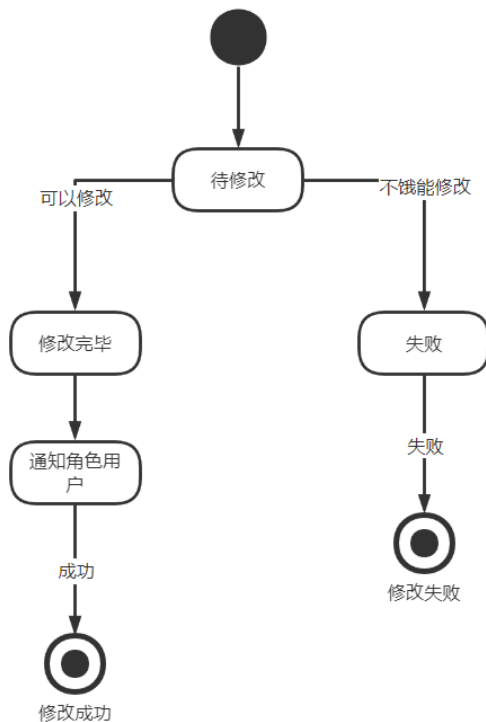 待修改
可以修改
不饿能修改
修改完毕
失败
通知角色用
户
失败
成功
修改失败
修改成功